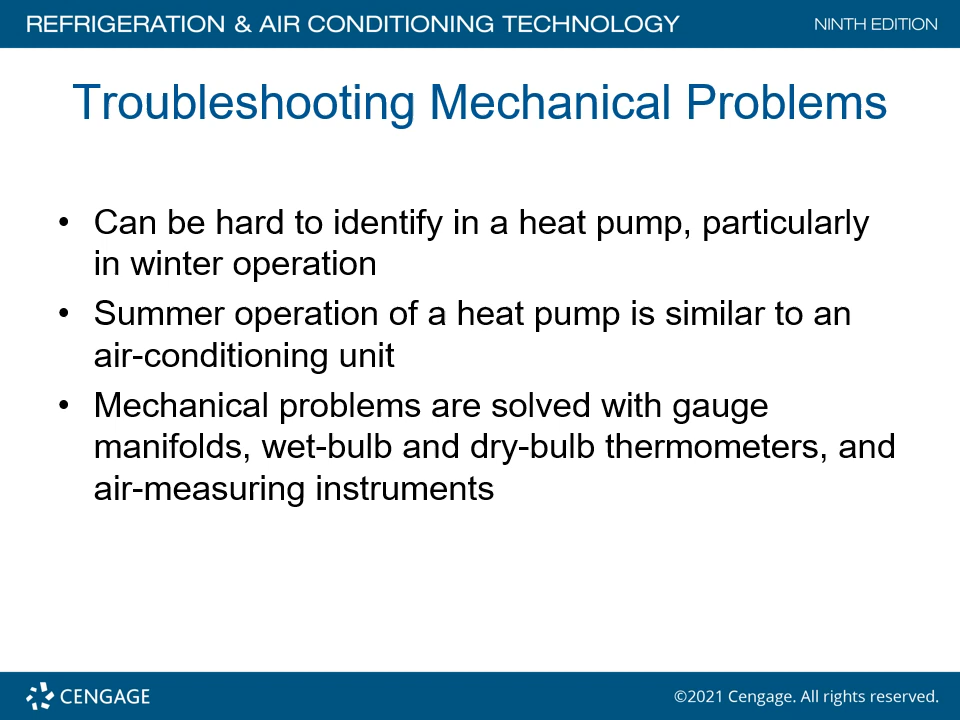 REFRIGERATION & AIR CONDITIONING TECHNOLOGY NINTH EDITION
Troubleshooting Mechanical Problems
• Can be hard to identify in a heat pump, particularly
in winter operation
• Summer operation of a heat pump is similar to an
air-conditioning unit
• Mechanical problems are solved with gauge
manifolds, wet-bulb and dry-bulb thermometers, and
air-measuring instruments
CENGAGE ©2021 Cengage. All rights reserved.